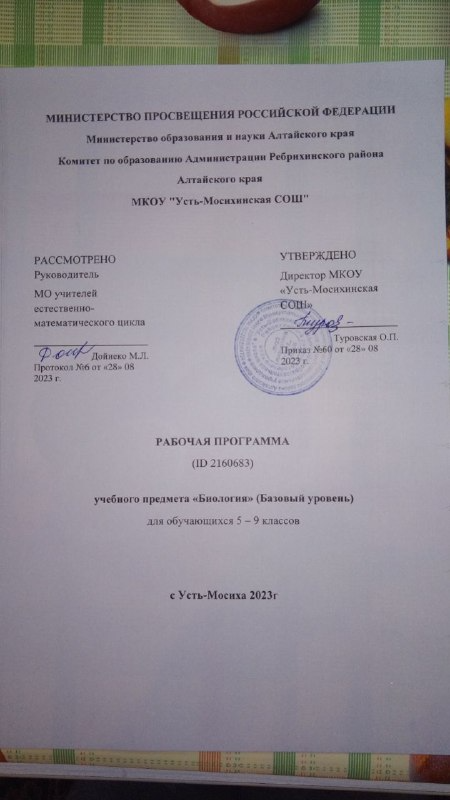 МИНИСТЕРСТВО ПРОСВЕЩЕНИЯ РОССИЙСКОЙ ФЕДЕРАЦИИ
Министерство образования и науки Алтайского края
Комитет по образованию Администрации Ребрихинского района
Алтайского края
МКОУ "Усть-Мосихинская СОШ"
РАССМОТРЕНО
Руководитель
МО учителей
естественно-
математического цикла
Дойнеко М.Л.
Протокол №6 от «28» 08
2023 г.
УТВЕРЖДЕНО
Директор МКОУ
«Усть-Мосихинская
СОШ»
Туровская О.П.
Приказ №60 от «28» 08
2023 г.
РАБОЧАЯ ПРОГРАММА
(ID 2160683)
учебного предмета «Биология» (Базовый уровень)
для обучающихся 5 – 9 классов
с Усть-Мосиха 2023г